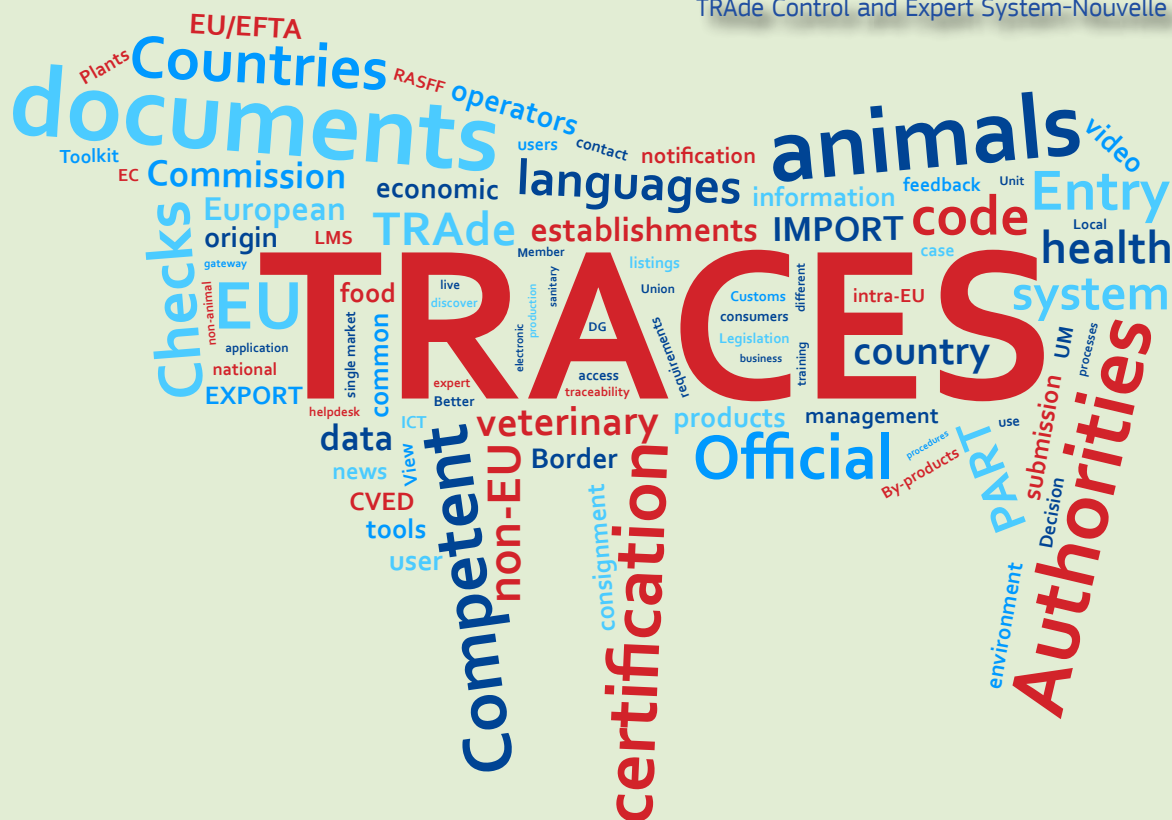 TRAde Control and Expert System-Nouvelle
EU/EFTA
Plants
Countries
RASFF
operators
documents
animals
video
Toolkit
users
contact
notification
EC
Commission
economic
languages
information
feedback
Unit
Entry
European
TRAde
establishments
IMPORT
code
Local
origin
LMS
Checks
gateway
Member
listings
case
health
TRACES
EU
food
non-animal
live
discover
production
sanitary
Union
DG
Customs
consumers
different
intra-EU
system
application
single market
common
electronic
requirements
Legislation
business
training
country
UM
processes
national
EXPORT
expert
Better
access
traceability
helpdesk
ICT
veterinary
products
management
use
data
View
Competent
non-EU
Border
certification
Official
procedures
By-products
PART
submission
Authorities
news
CVED
tools
user
consignment
Decision
environment